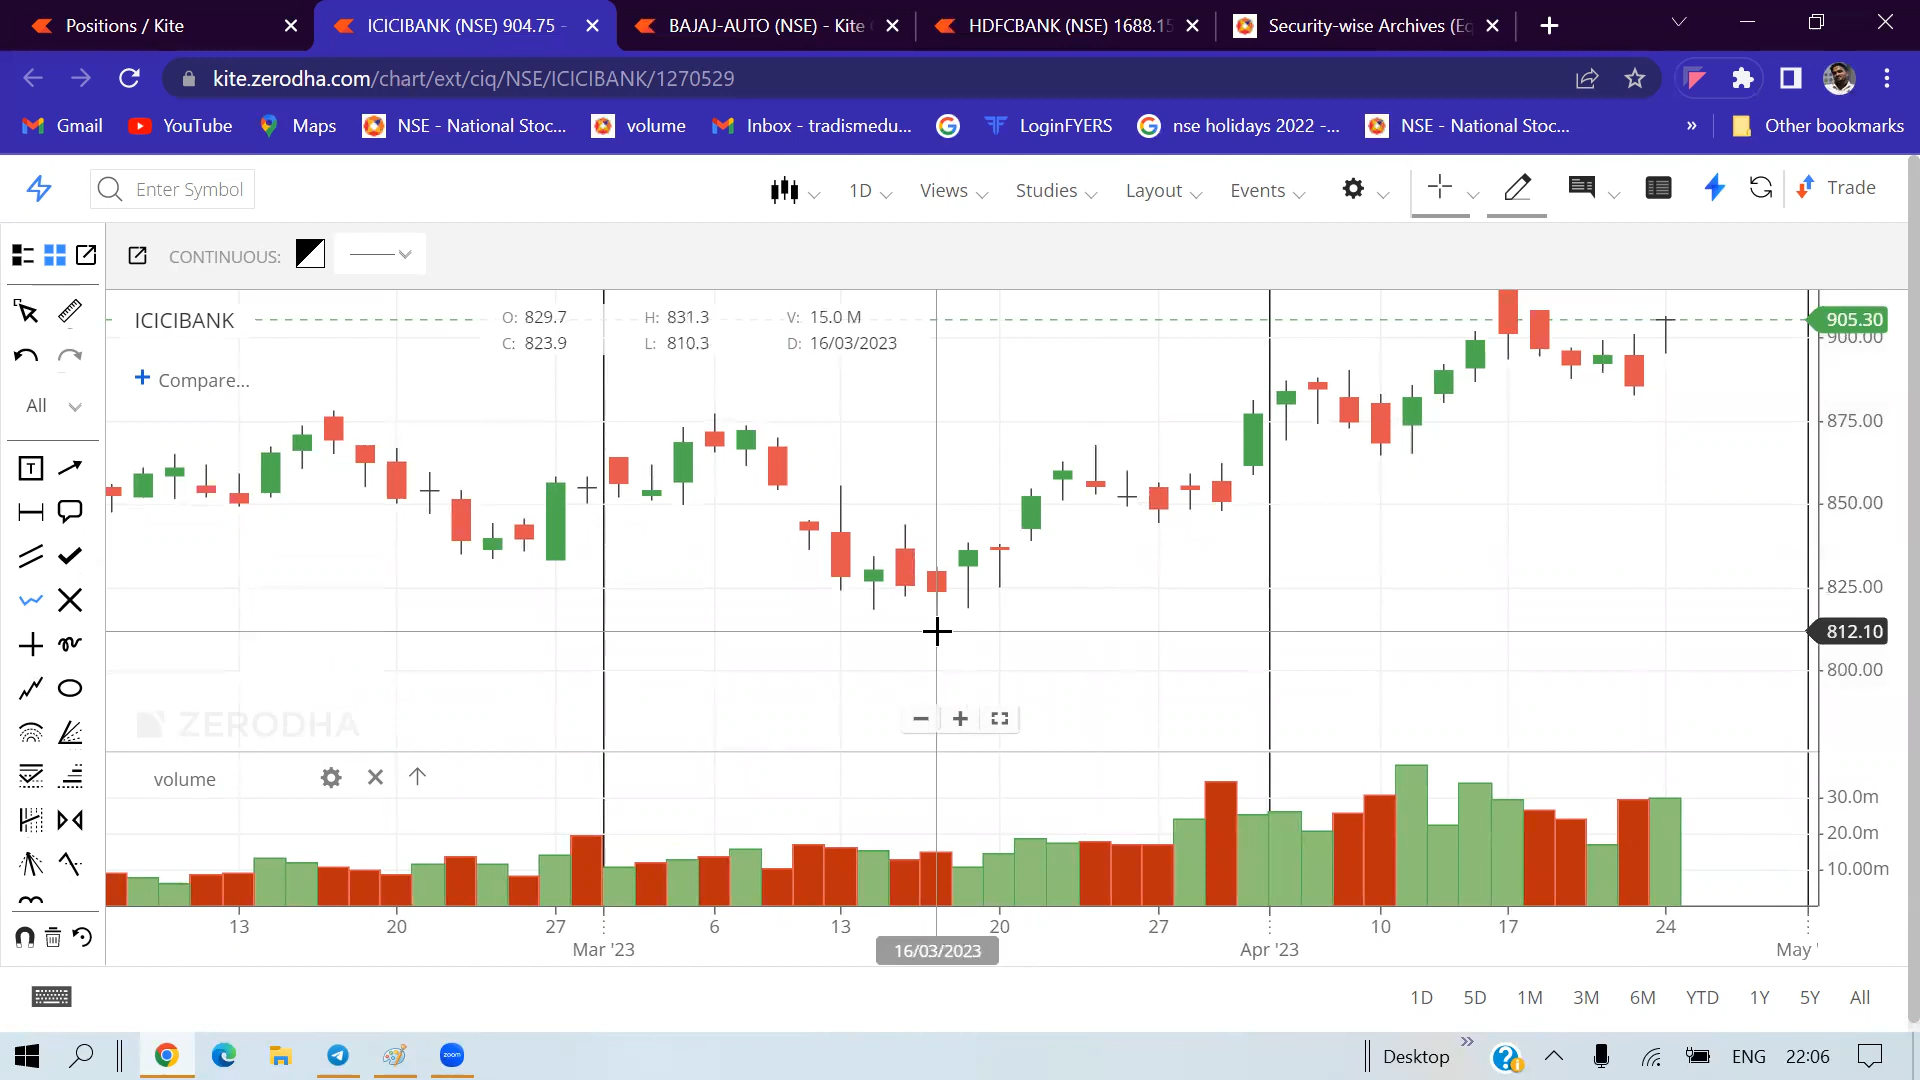 Positions / Kite
ICICIBANK (NSE) 904.75 -
BAJAJ-AUTO (NSE) - Kite
HDFCBANK (NSE) 1688.15
Security-wise Archives (Eq
kite.zerodha.com/chart/ext/ciq/NSE/ICICIBANK/1270529
Gmail
YouTube
Maps
NSE - National Stoc...
volume
Inbox - tradismedu...
LoginFYERS
nse holidays 2022 -...
NSE - National Stoc...
»
Other bookmarks
Enter Symbol
1D
Views
Studies
Layout
Events
Trade
CONTINUOUS:
ICICIBANK
O: 829.7
H: 831.3
V: 15.0 M
C: 823.9
L: 810.3
D: 16/03/2023
+ Compare...
All
T
905.30
900.00
875.00
850.00
825.00
812.10
800.00
ZERODHA
volume
30.0m
20.0m
10.00m
13
20
27
6
13
20
27
10
17
24
Mar '23
16/03/2023
Apr '23
May '
1D
5D
1M
3M
6M
YTD
1Y
5Y
All
zoom
Desktop
»
ENG
22:06